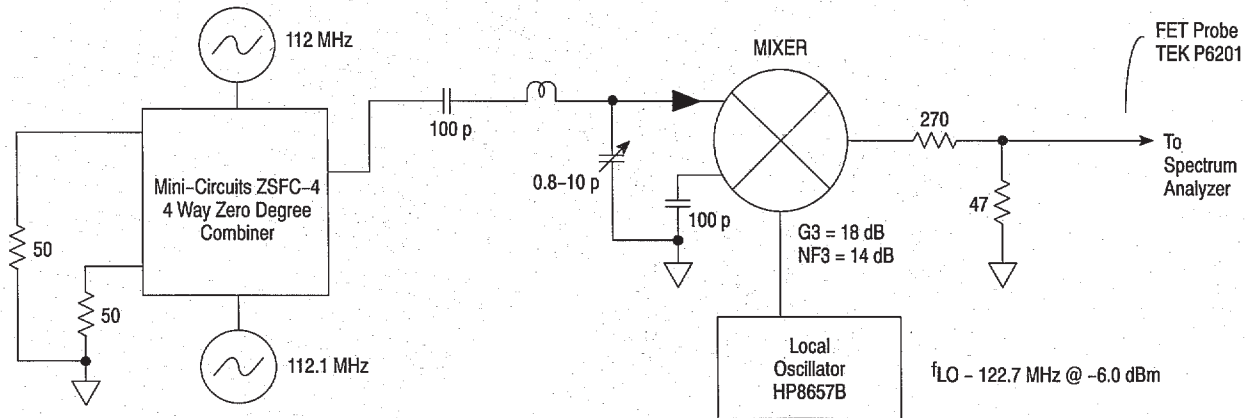 112 MHz
Mini-Circuits ZSFC-4
4 Way Zero Degree
Combiner
50
50
112.1 MHz
100 p
0.8-10 p
100 p
MIXER
G3 = 18 dB
NF3 = 14 dB
Local
Oscillator
HP8657B
fLO - 122.7 MHz @ -6.0 dBm
270
47
FET Probe
TEK P6201
To
Spectrum
Analyzer